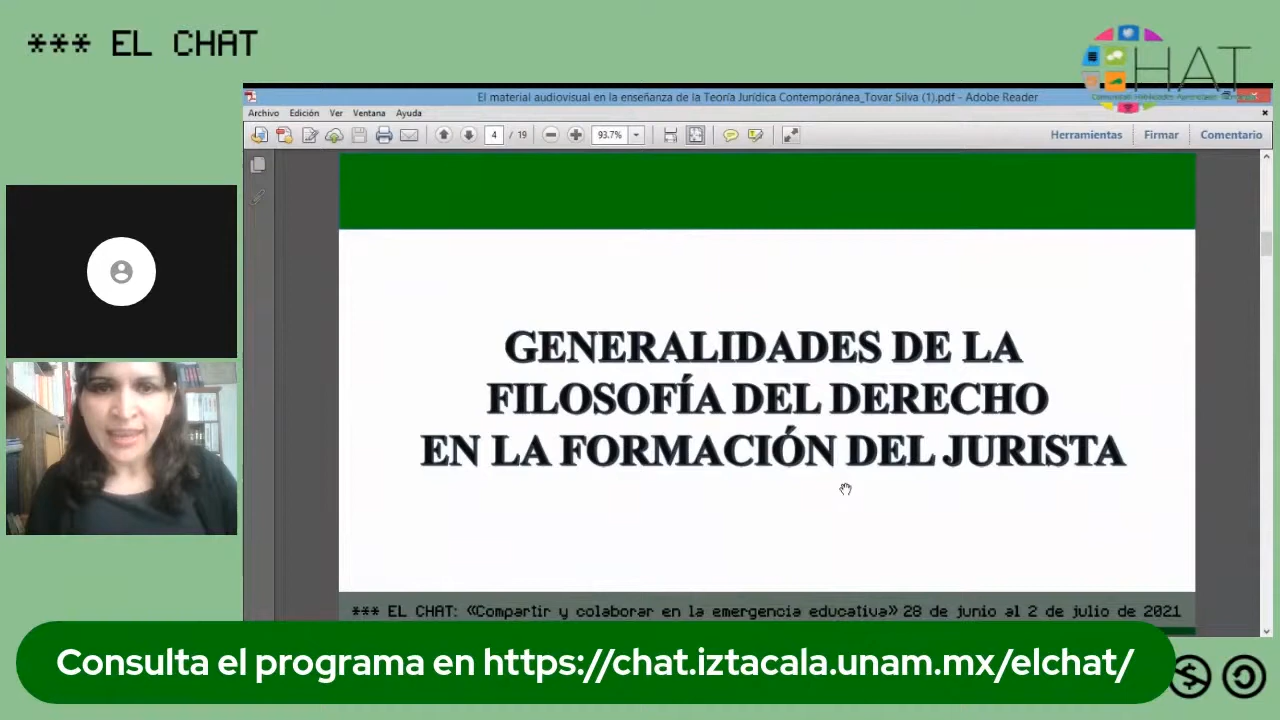 *** EL CHAT
HAT
El material audiovisual en la enseñanza de la Teoría Jurídica Contemporánea_Tovar Silva (1).pdf - Adobe Reader
Archivo Edición Ver Ventana Ayuda
4 / 19 93.7% Herramientas Firmar Comentario
GENERALIDADES DE LA
FILOSOFÍA DEL DERECHO
EN LA FORMACIÓN DEL JURISTA
*** EL CHAT: «Compartir y colaborar en la emergencia educativa» 28 de junio al 2 de julio de 2021
Consulta el programa en https://chat.iztacala.unam.mx/elchat/